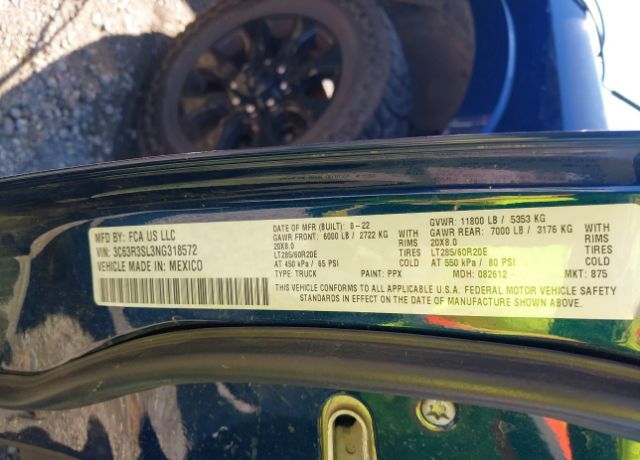 MFD BY: FCA US LLC
VIN: 3C63R3SL3NG318572
VEHICLE MADE IN: MEXICO
DATE OF MFR (BUILT): 8-22 GVWR: 11800 LB / 5353 KG
GAWR FRONT: 6000 LB / 2722 KG WITH GAWR REAR: 7000 LB / 3176 KG WITH
20X8.0 RIMS 20X8.0 RIMS
LT285/60R20E TIRES LT285/60R20E TIRES
AT 450 kPa / 65 PSI COLD AT 550 kPa / 80 PSI COLD
TYPE: TRUCK PAINT: PPX MDH: 082612 MKT: 875
THIS VEHICLE CONFORMS TO ALL APPLICABLE U.S.A. FEDERAL MOTOR VEHICLE SAFETY
STANDARDS IN EFFECT ON THE DATE OF MANUFACTURE SHOWN ABOVE.